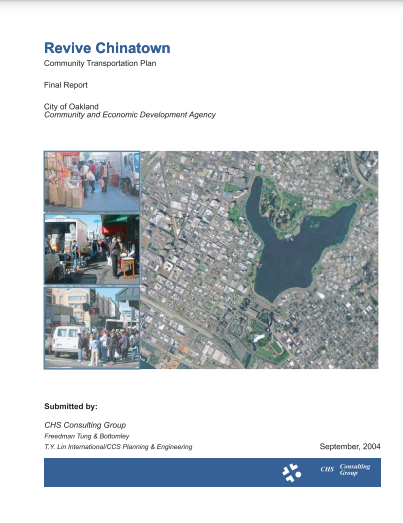 Revive Chinatown
Community Transportation Plan
Final Report
City of Oakland
Community and Economic Development Agency
Submitted by:
CHS Consulting Group
Freedman Tung & Bottomley
T.Y. Lin International/CCS Planning & Engineering
September, 2004
CHS Consulting
Group